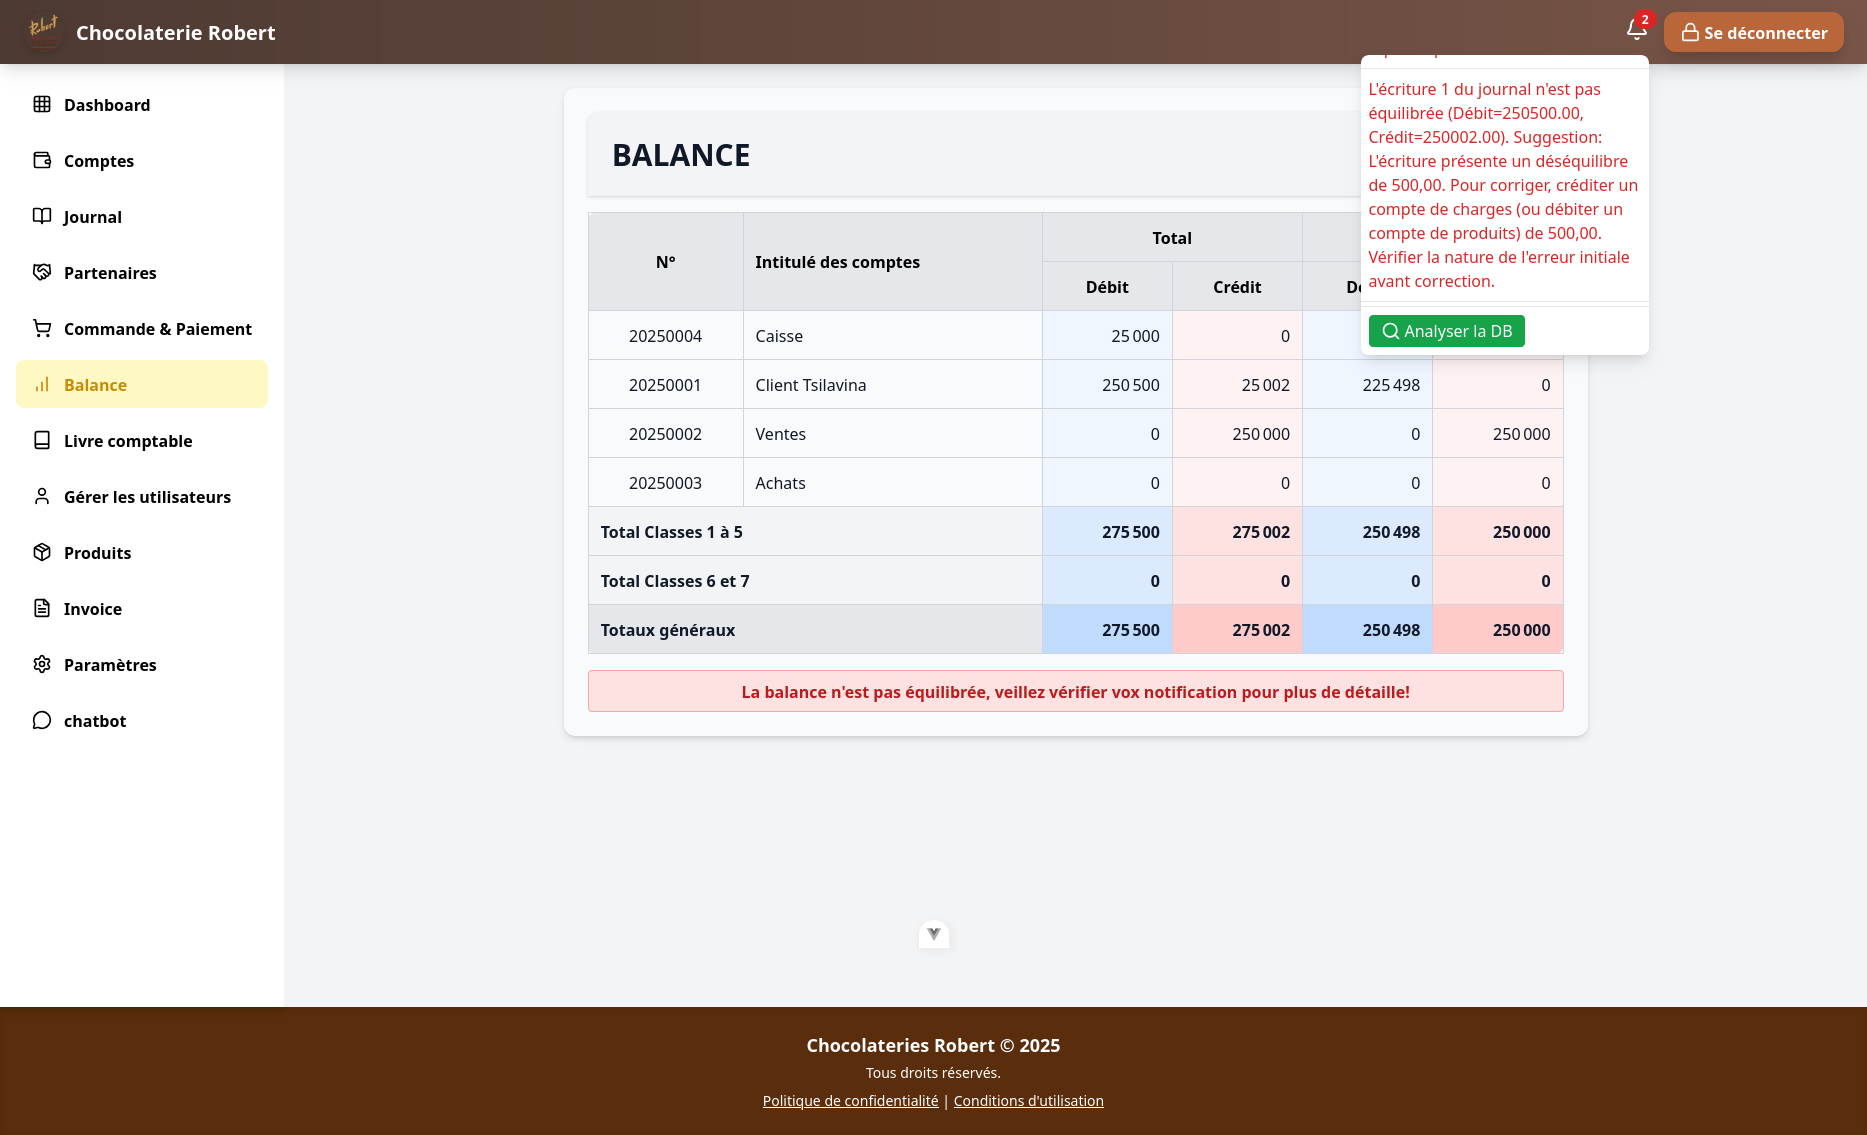 Robert
Chocolaterie Robert
2
Se déconnecter
Dashboard
Comptes
Journal
Partenaires
Commande & Paiement
Balance
Livre comptable
Gérer les utilisateurs
Produits
Invoice
Paramètres
chatbot
L'écriture 1 du journal n'est pas
équilibrée (Débit=250500.00,
Crédit=250002.00). Suggestion:
L'écriture présente un déséquilibre
de 500,00. Pour corriger, créditer un
compte de charges (ou débiter un
compte de produits) de 500,00.
Vérifier la nature de l'erreur initiale
avant correction.
Analyser la DB
BALANCE
N° Intitulé des comptes Total
Débit Crédit
20250004 Caisse 25 000 0
20250001 Client Tsilavina 250 500 25 002 225 498 0
20250002 Ventes 0 250 000 0 250 000
20250003 Achats 0 0 0 0
Total Classes 1 à 5 275 500 275 002 250 498 250 000
Total Classes 6 et 7 0 0 0 0
Totaux généraux 275 500 275 002 250 498 250 000
La balance n'est pas équilibrée, veillez vérifier vox notification pour plus de détaille!
Chocolateries Robert © 2025
Tous droits réservés.
Politique de confidentialité | Conditions d'utilisation